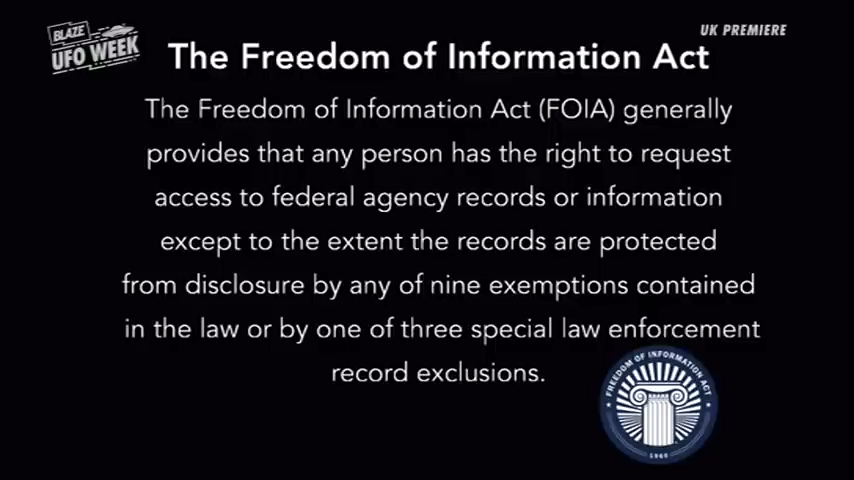 BLAZE
UFO WEEK
UK PREMIERE
The Freedom of Information Act
The Freedom of Information Act (FOIA) generally
provides that any person has the right to request
access to federal agency records or information
except to the extent the records are protected
from disclosure by any of nine exemptions contained
in the law or by one of three special law enforcement
record exclusions.
FREEDOM OF INFORMATION ACT
1966